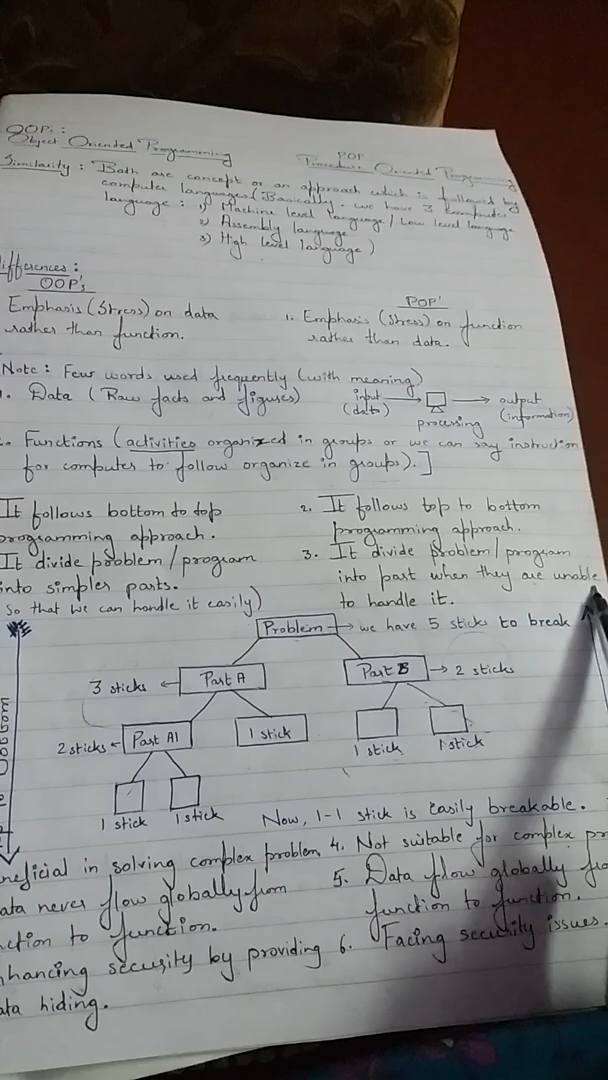 OOPs :
Object Oriented Programming
POP
Procedure Oriented Programming
Similarity : Both are concept or an approach which is followed by
computer languages (Basically - we have 3 computer
language : 1) Machine level language / Low level language
2) Assembly language
3) High level language )
ifferences :
OOP's
POP'
Emphasis (Stress) on data
rather than function.
1. Emphasis (Stress) on function
rather than data.
Note : Few words used frequently (with meaning)
1. Data (Raw facts and figures)
input (data)
processing
output (information)
2. Functions (activities organized in groups or we can say instruction
for computer to follow organize in groups). ]
It follows bottom to top
programming approach.
It divide problem / program
into simpler parts.
So that we can handle it easily)
2. It follows top to bottom
programming approach.
3. It divide problem / program
into part when they are unable
to handle it.
Problem → we have 5 sticks to break
3 sticks ← Part A
Part B → 2 sticks
2 sticks ← Part A1
1 stick
1 stick
1 stick
1 stick
1 stick
Now, 1-1 stick is easily breakable.
neficial in solving complex problem
ata never flow globally from
nction to function.
nhancing security by providing
ata hiding.
4. Not suitable for complex pr
5. Data flow globally fro
function to function.
6. Facing security issues.